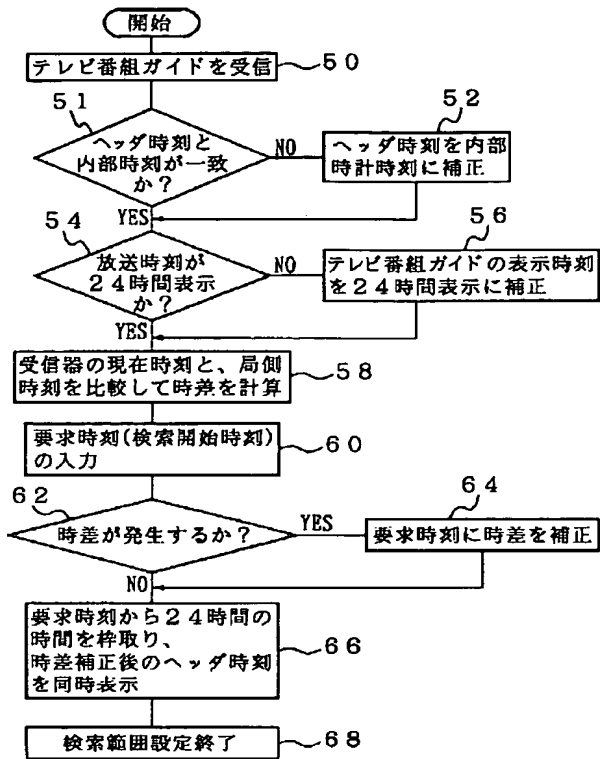 開始
テレビ番組ガイドを受信
50
51
ヘッダ時刻と
内部時刻が一致
か？
NO
52
ヘッダ時刻を内部
時計時刻に補正
YES
54
放送時刻が
24時間表示
か？
NO
56
テレビ番組ガイドの表示時刻
を24時間表示に補正
YES
受信器の現在時刻と、局側
時刻を比較して時差を計算
58
要求時刻(検索開始時刻)
の入力
60
62
時差が発生するか？
YES
64
要求時刻に時差を補正
NO
要求時刻から24時間の
時間を枠取り、
時差補正後のヘッダ時刻
を同時表示
66
検索範囲設定終了
68